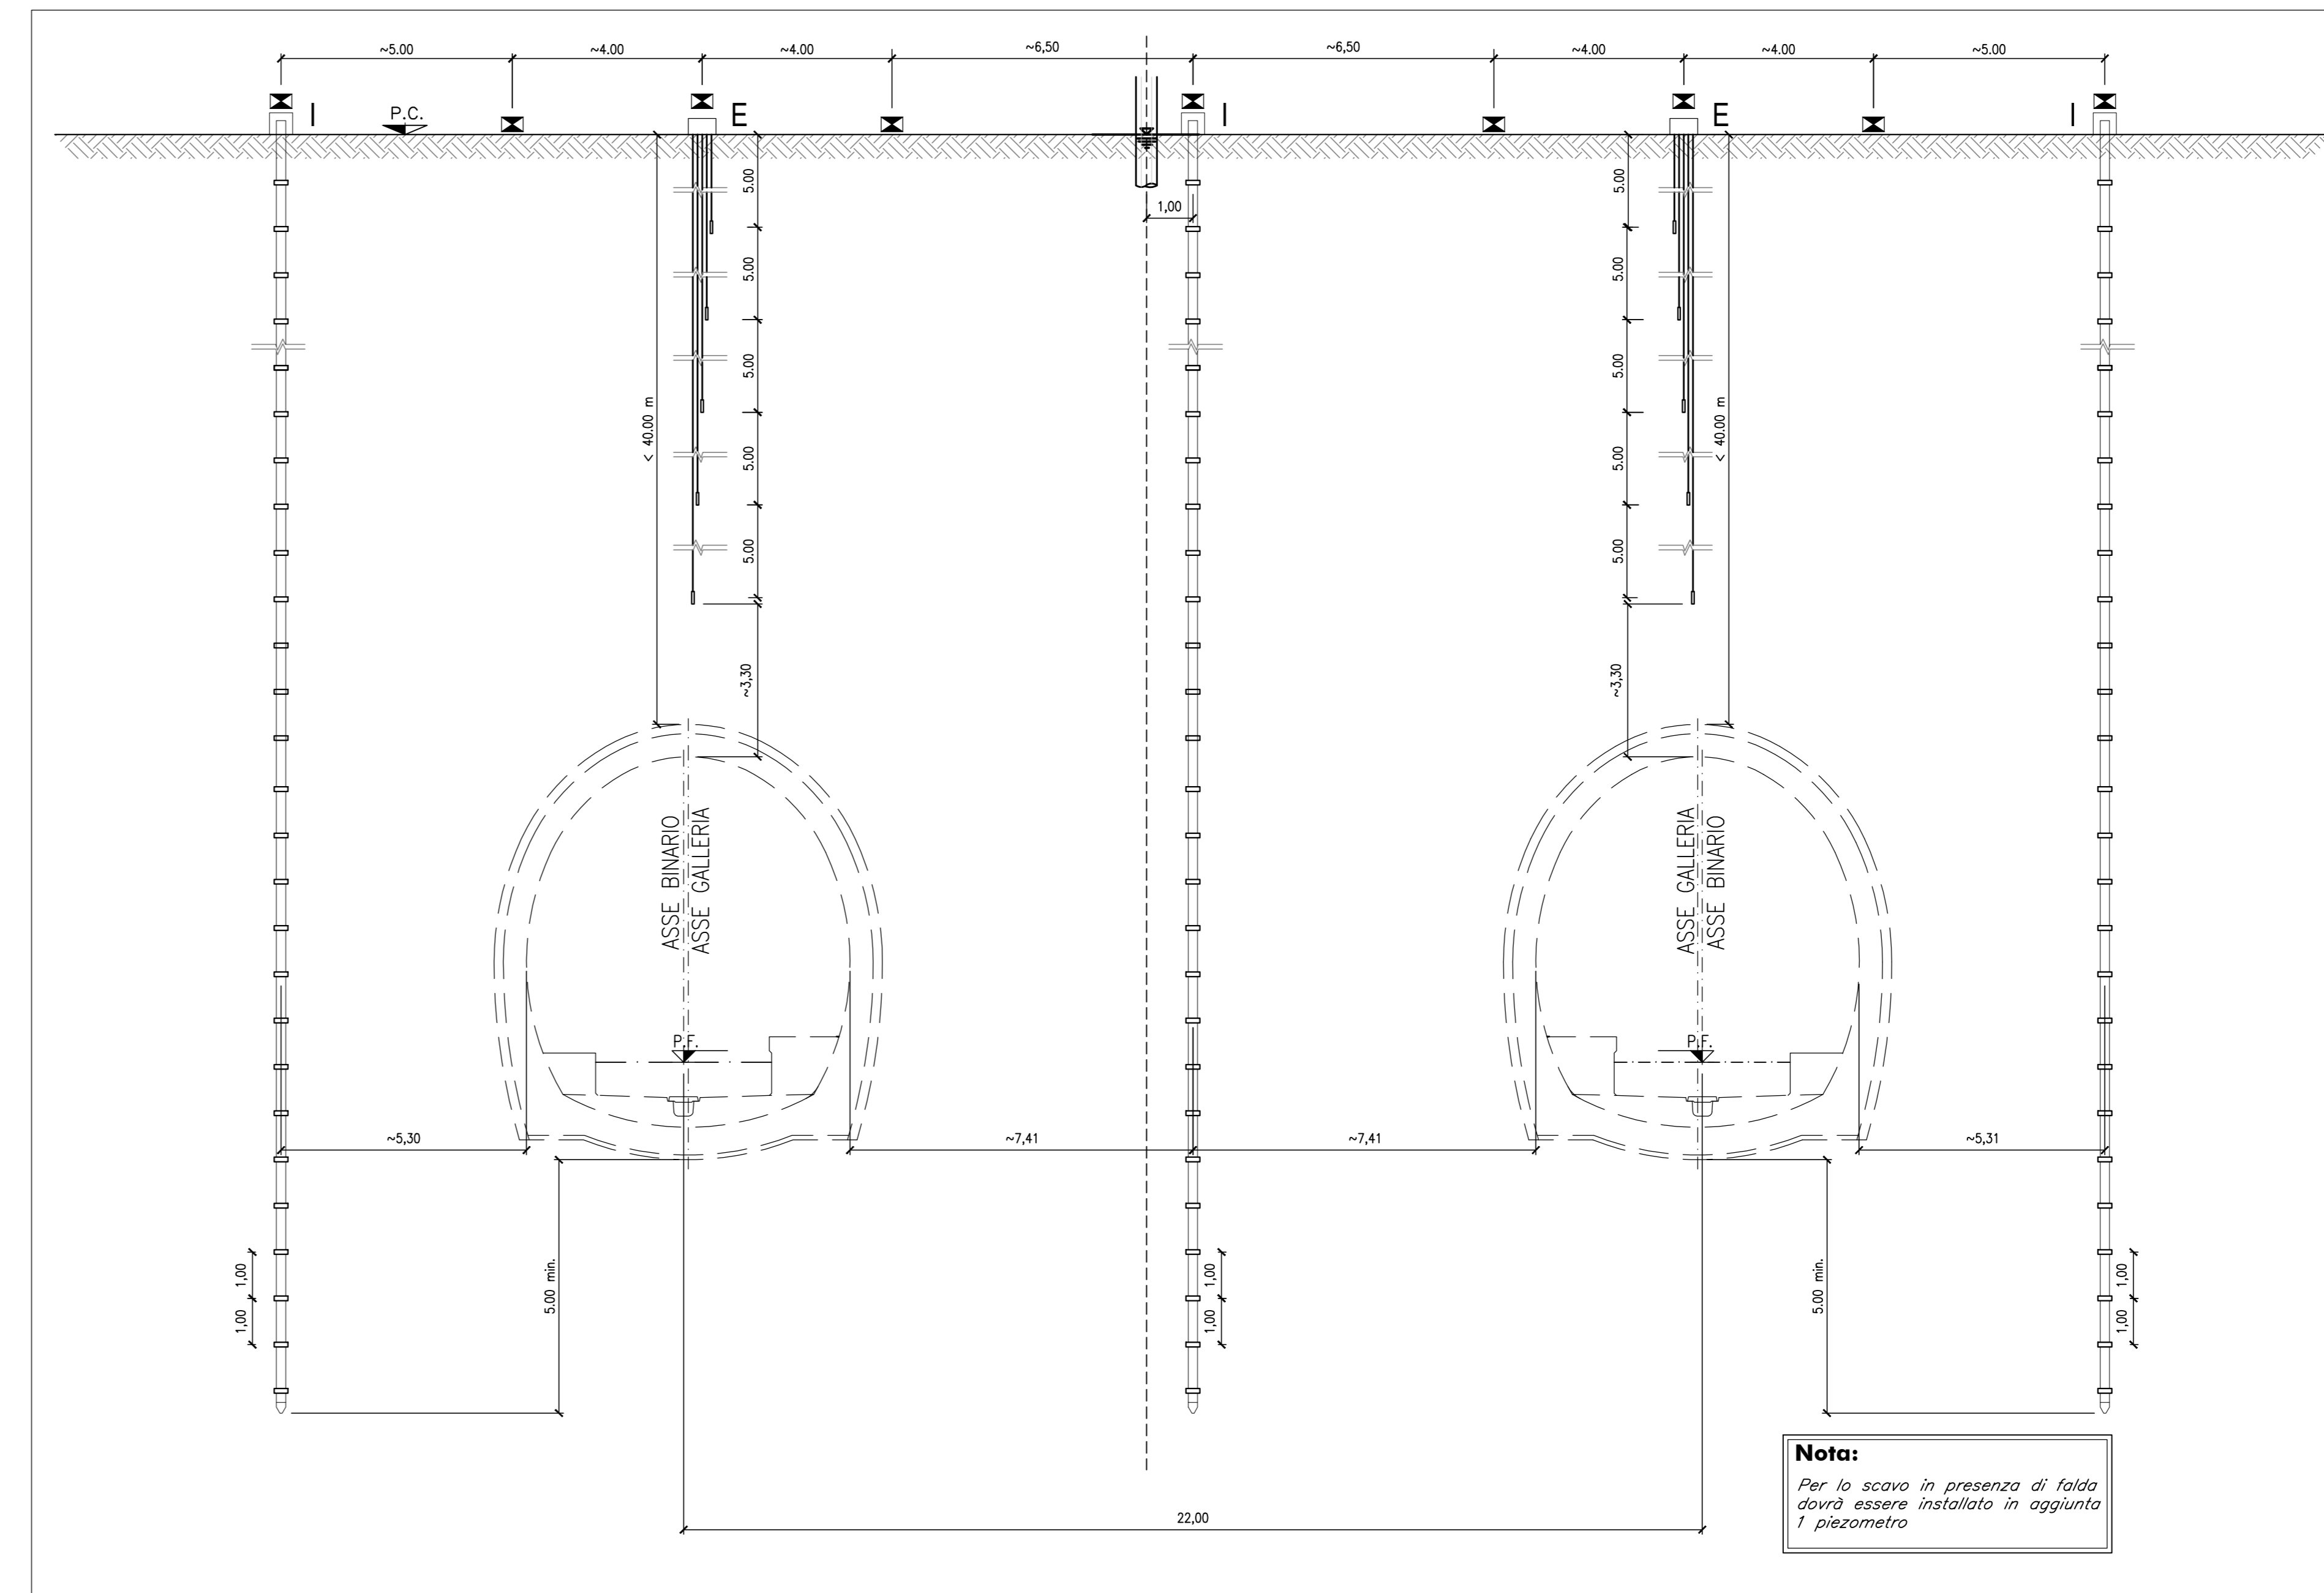 ~5.00
~4.00
~4.00
~6,50
~6,50
~4.00
~4.00
~5.00
I
P.C.
E
I
E
I
1,00
5.00
5.00
5.00
5.00
5.00
5.00
5.00
5.00
5.00
5.00
< 40.00 m
< 40.00 m
~3,30
~3,30
ASSE BINARIO
ASSE GALLERIA
ASSE GALLERIA
ASSE BINARIO
P.F.
P.F.
~5,30
~7,41
~7,41
~5,31
1,00
1,00
5.00 min.
1,00
1,00
5.00 min.
1,00
1,00
Nota:
Per lo scavo in presenza di falda
dovrà essere installato in aggiunta
1 piezometro
22,00